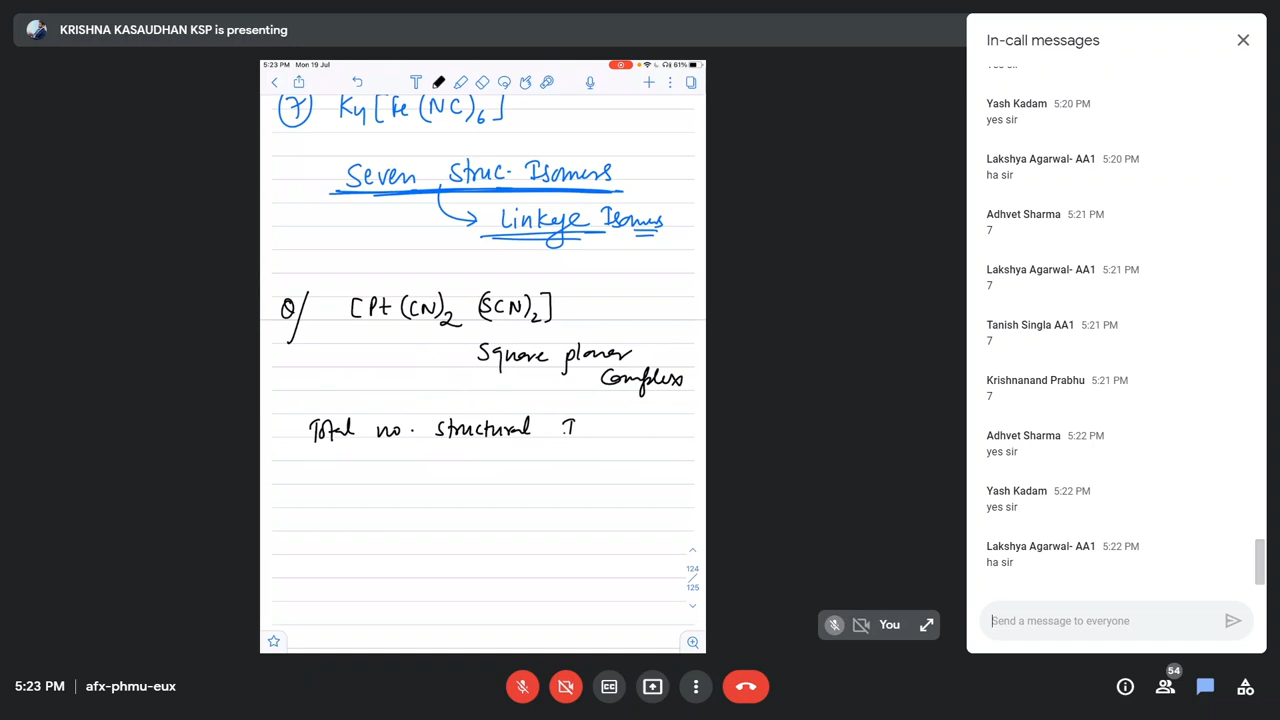 KRISHNA KASAUDHAN KSP is presenting
5:23 PM Mon 19 Jul
61%
(7) K4[Fe(NC)6]
Seven Struc. Isomers
Linkye Isomers
Q/ [Pt(CN)2 (SCN)2]
Square planer
Complex
Total no. structural I
124
125
In-call messages
Yash Kadam 5:20 PM
yes sir
Lakshya Agarwal- AA1 5:20 PM
ha sir
Adhvet Sharma 5:21 PM
7
Lakshya Agarwal- AA1 5:21 PM
7
Tanish Singla AA1 5:21 PM
7
Krishnanand Prabhu 5:21 PM
7
Adhvet Sharma 5:22 PM
yes sir
Yash Kadam 5:22 PM
yes sir
Lakshya Agarwal- AA1 5:22 PM
ha sir
Send a message to everyone
You
5:23 PM | afx-phmu-eux
54